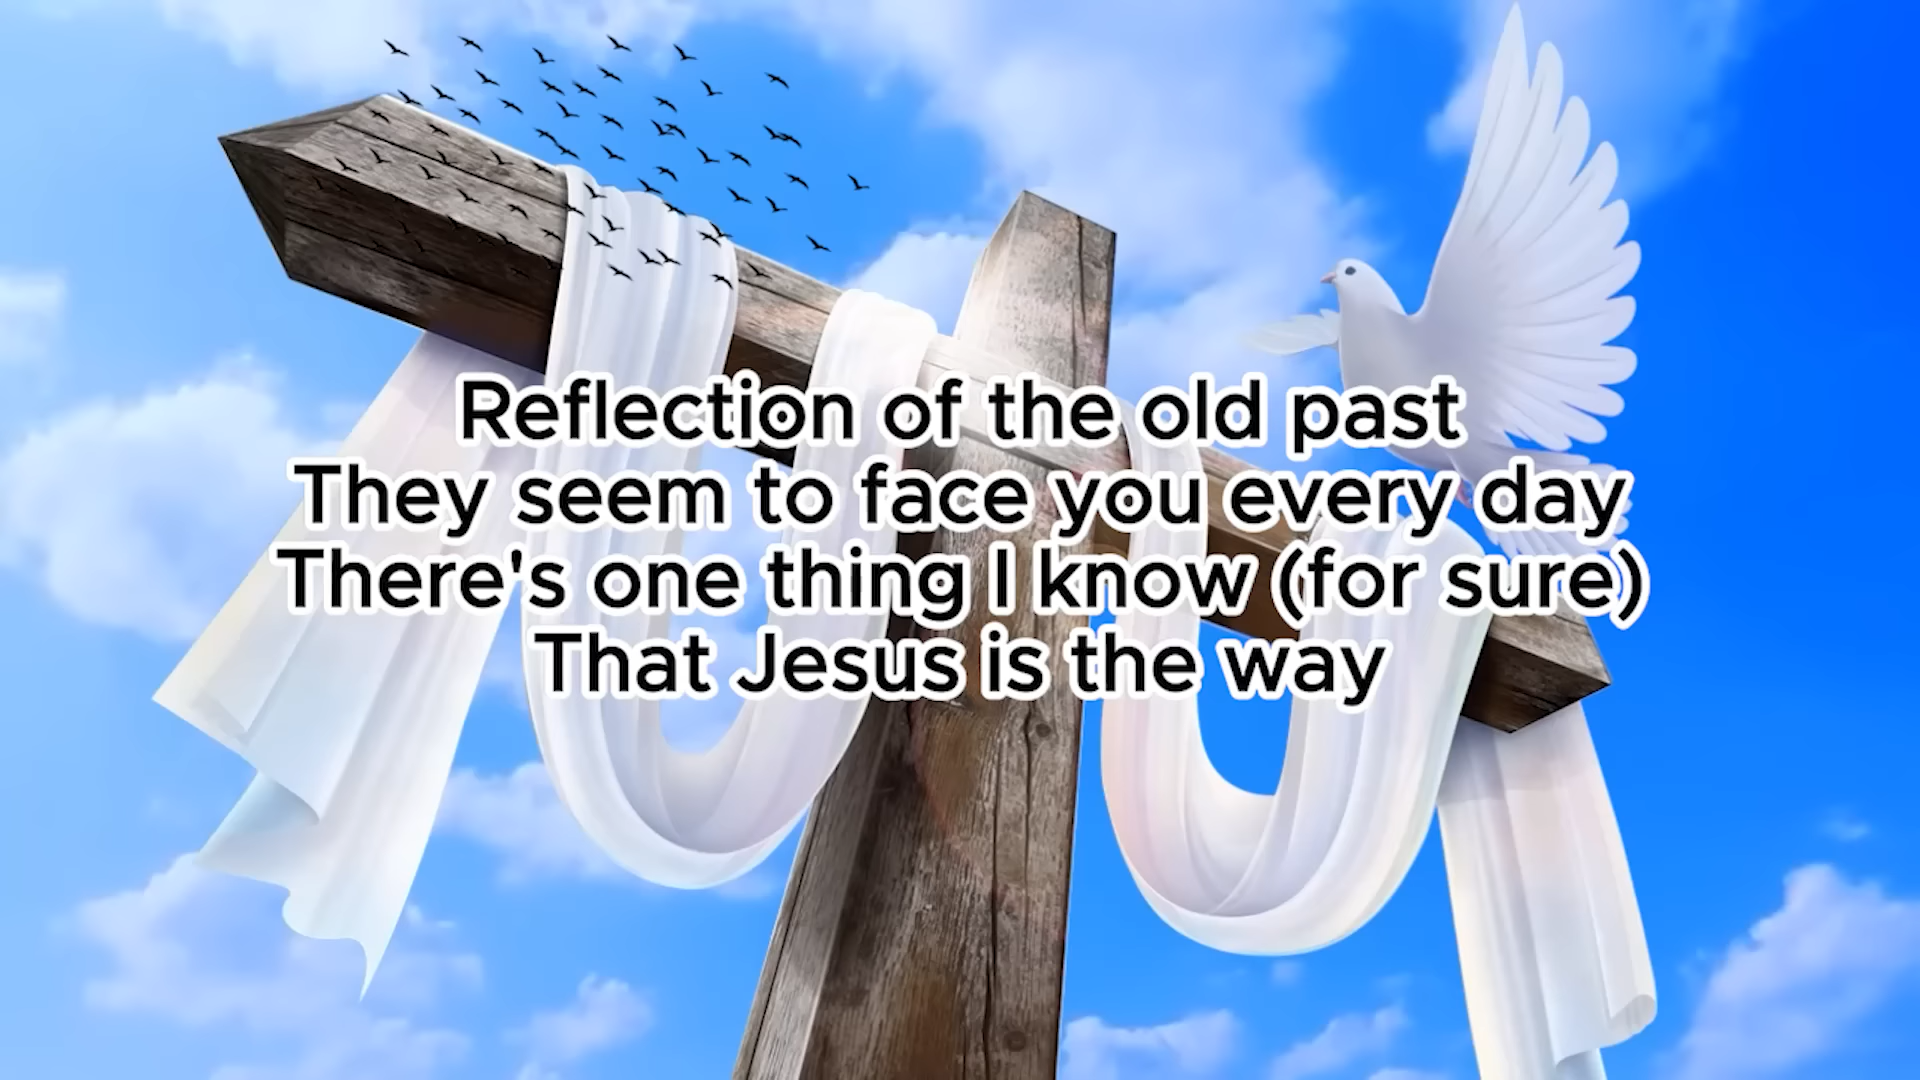 Reflection of the old past
They seem to face you every day
There's one thing I know (for sure)
That Jesus is the way